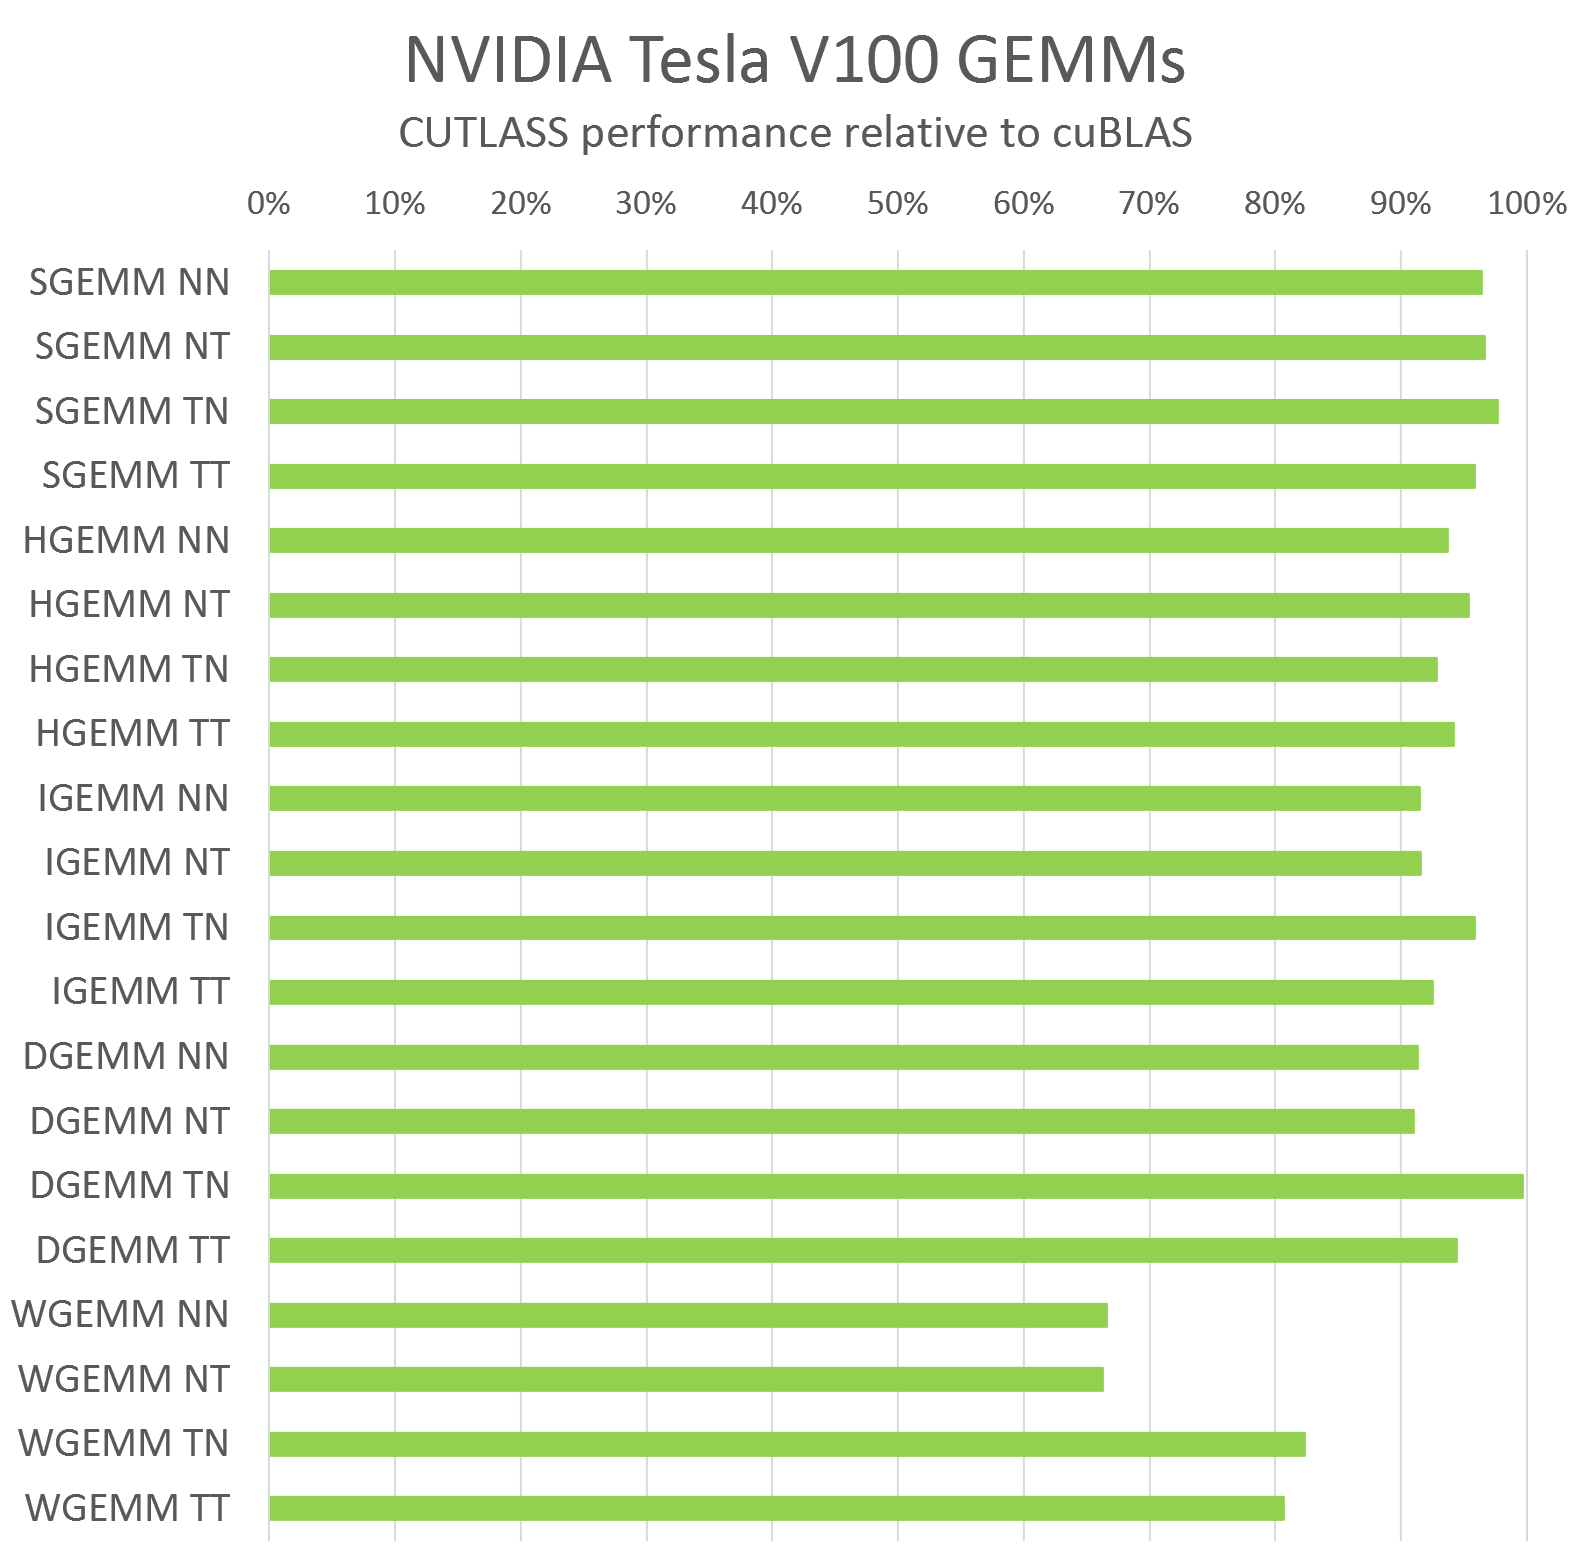 NVIDIA Tesla V100 GEMMs
CUTLASS performance relative to cuBLAS
0% 10% 20% 30% 40% 50% 60% 70% 80% 90% 100%
SGEMM NN
SGEMM NT
SGEMM TN
SGEMM TT
HGEMM NN
HGEMM NT
HGEMM TN
HGEMM TT
IGEMM NN
IGEMM NT
IGEMM TN
IGEMM TT
DGEMM NN
DGEMM NT
DGEMM TN
DGEMM TT
WGEMM NN
WGEMM NT
WGEMM TN
WGEMM TT